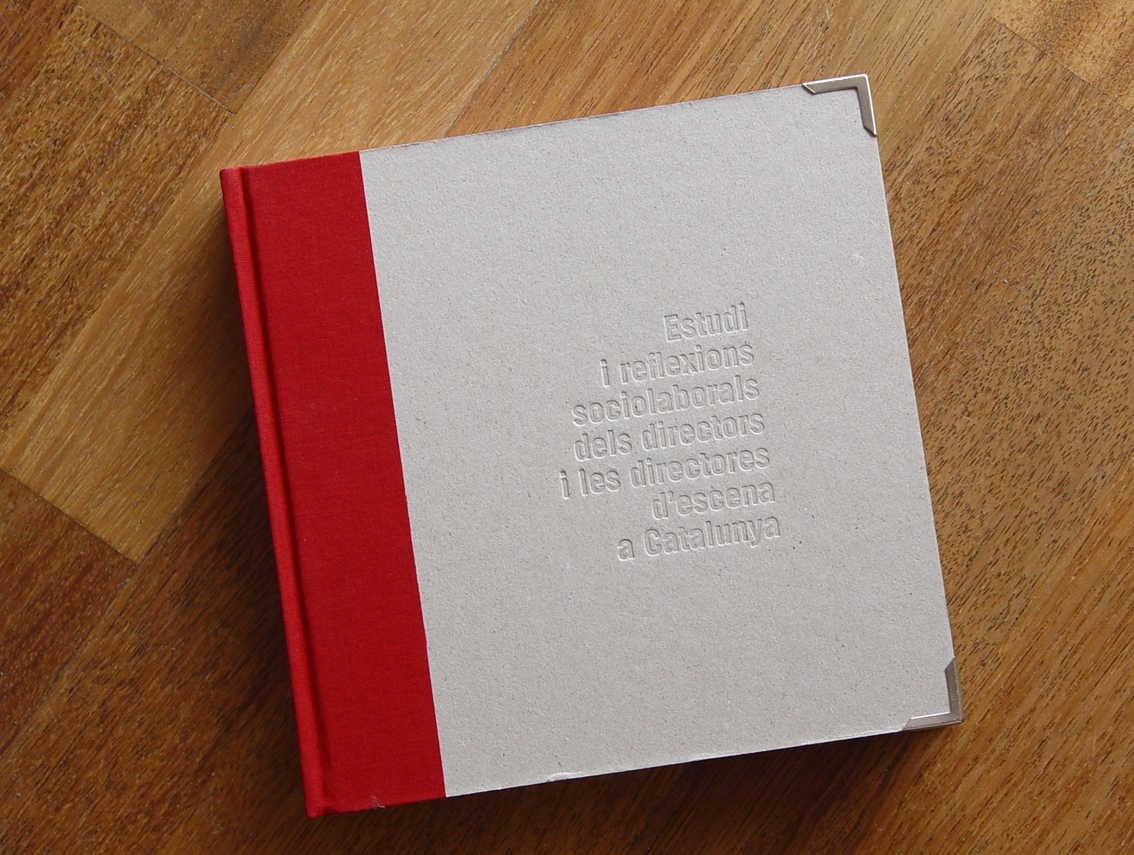 Estudi
i reflexions
sociolaborals
dels directors
i les directores
d'escena
a Catalunya